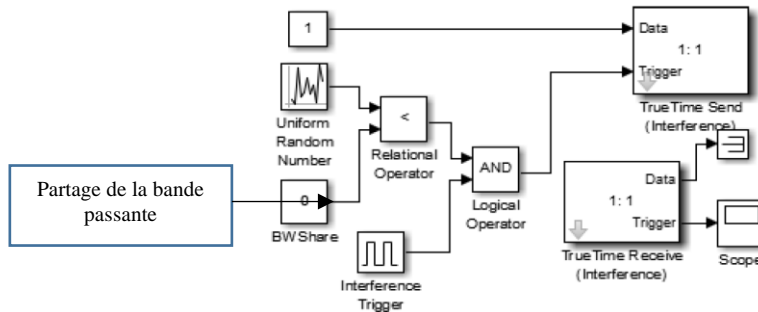 1
Data
1: 1
Trigger
TrueTime Send
(Interference)
Uniform
Random
Number
<
Relational
Operator
AND
Logical
Operator
Partage de la bande
passante
0
BWShare
Interference
Trigger
Data
1: 1
Trigger
TrueTime Receive
(Interference)
Scope